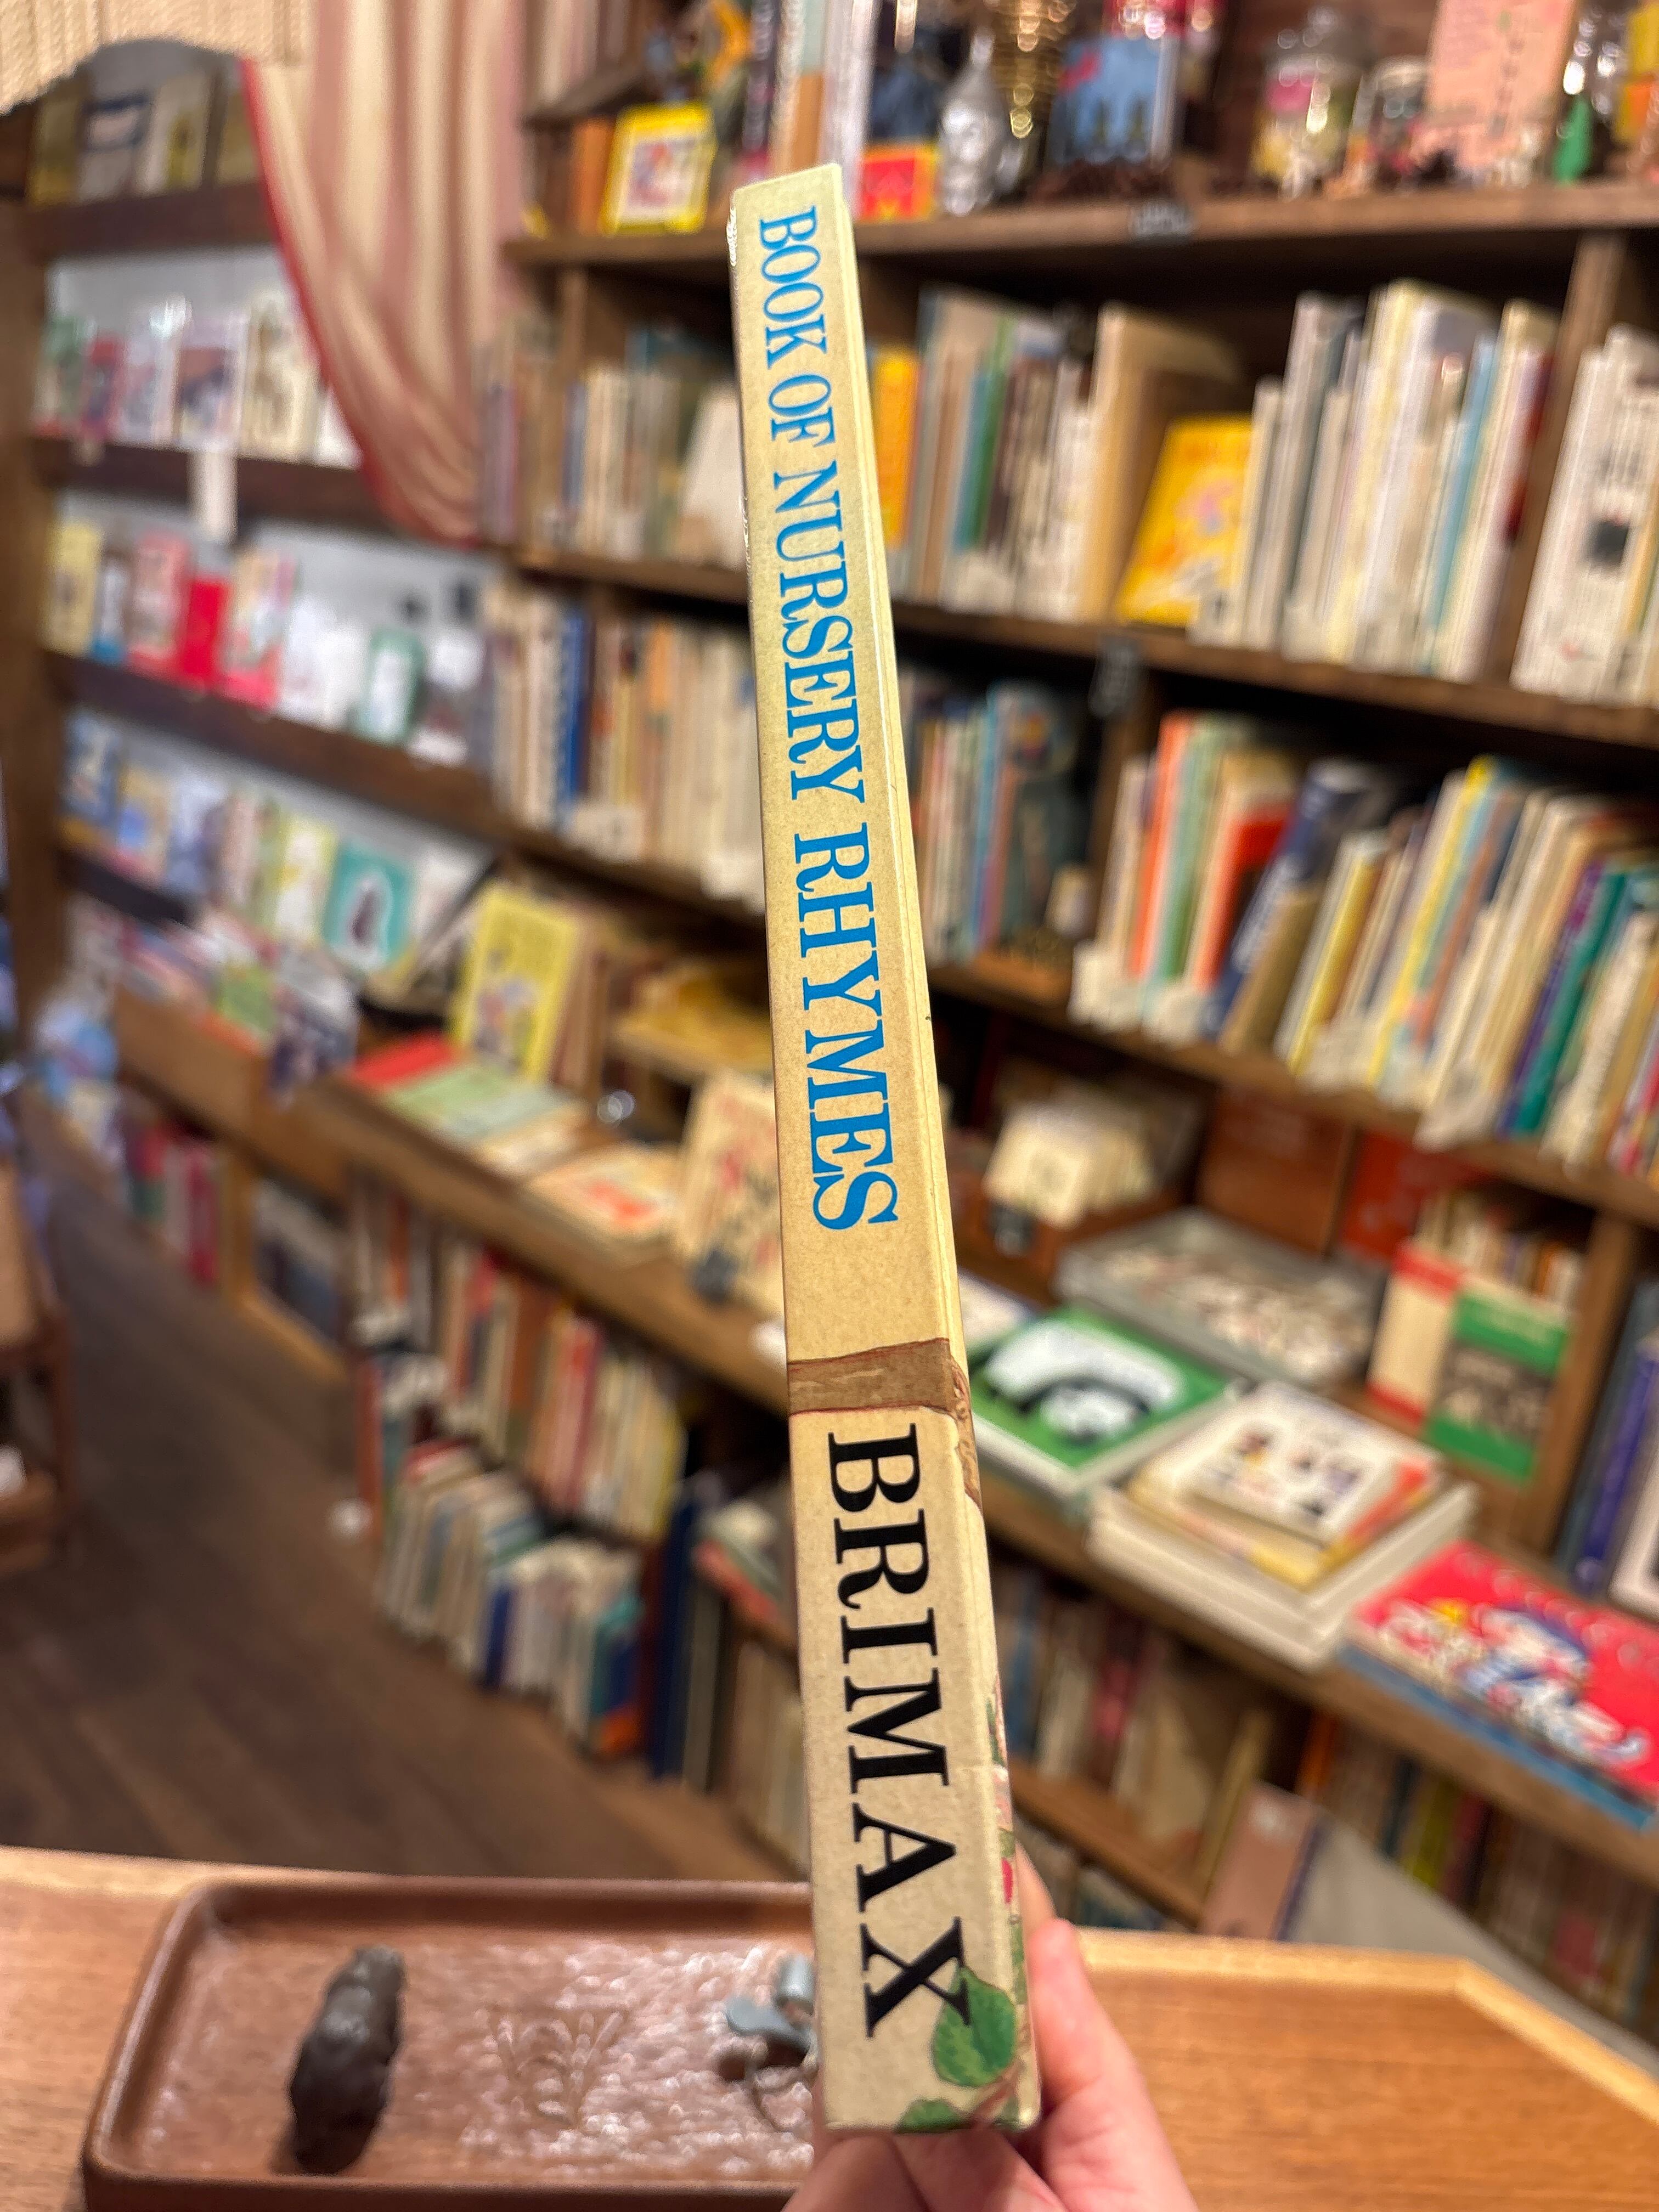 BOOK OF NURSERY RHYMES
BRIMAX